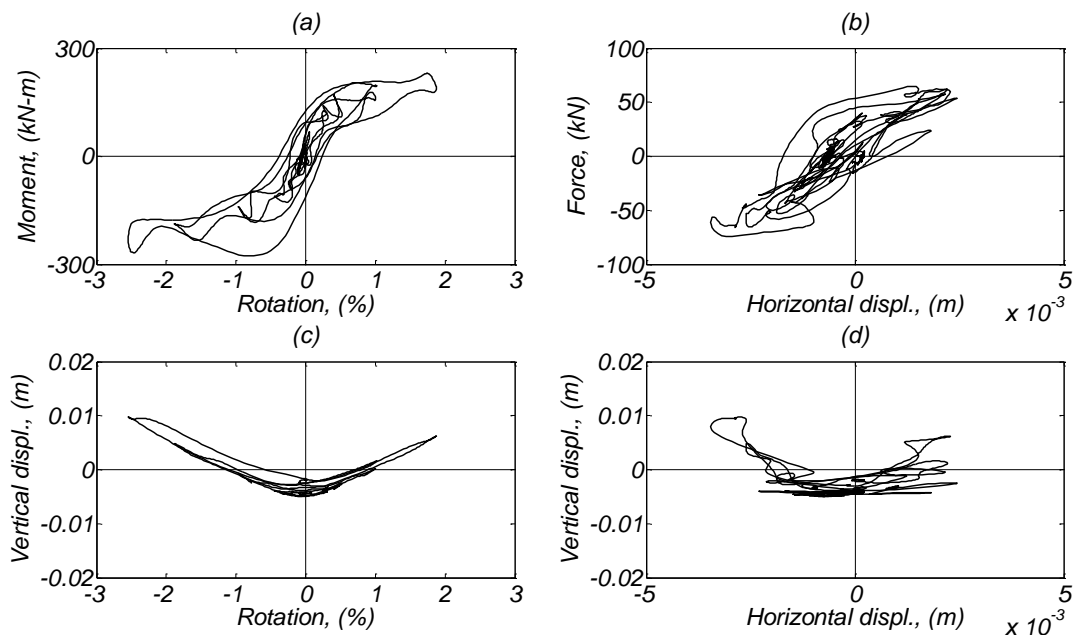 (a)
300
0
-300
-3
-2
-1
0
1
2
3
Moment, (kN-m)
Rotation, (%)
(b)
100
50
0
-50
-100
-5
0
5
x 10-3
Force, (kN)
Horizontal displ., (m)
(c)
0.02
0.01
0
-0.01
-0.02
-3
-2
-1
0
1
2
3
Vertical displ., (m)
Rotation, (%)
(d)
0.02
0.01
0
-0.01
-0.02
-5
0
5
x 10-3
Vertical displ., (m)
Horizontal displ., (m)